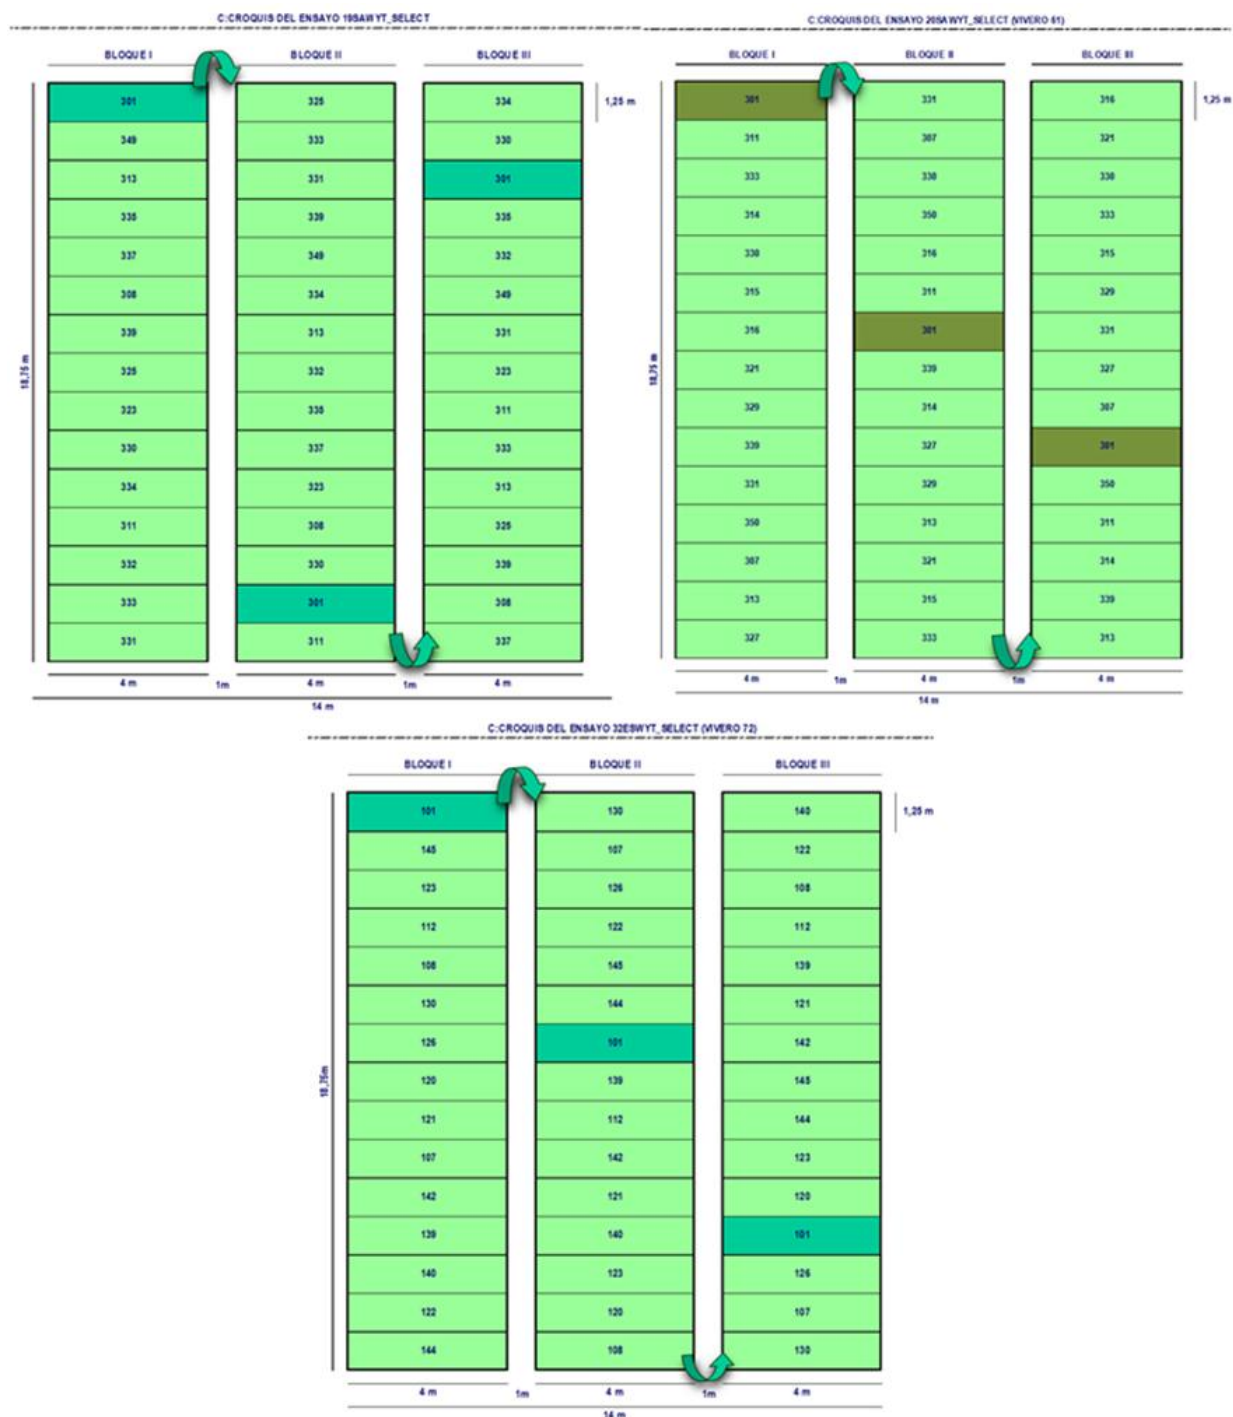 C:CROQUIS DEL ENSAYO 19SAWYT_SELECT
BLOQUE I BLOQUE II BLOQUE III
301 325 334 1,25 m
349 333 330
313 331 301
335 339 335
337 349 332
308 334 349
339 313 331
18,75 m
325 332 323
323 335 311
330 337 333
334 323 313
311 308 325
332 330 339
333 301 308
331 311 337
4 m 1m 4 m 1m 4 m
14 m
C:CROQUIS DEL ENSAYO 20SAWYT_SELECT (VIVERO 61)
BLOQUE I BLOQUE II BLOQUE III
301 331 316 1,25 m
311 307 321
333 330 330
314 350 333
330 316 315
315 311 329
316 301 331
18,75 m
321 339 327
329 314 307
339 327 301
331 329 350
350 313 311
307 321 314
313 315 339
327 333 313
4 m 1m 4 m 1m 4 m
14 m
C:CROQUIS DEL ENSAYO 32ESWYT_SELECT (VIVERO 72)
BLOQUE I BLOQUE II BLOQUE III
101 130 140 1,25 m
145 107 122
123 126 108
112 122 112
108 145 139
130 144 121
126 101 142
18,75m
120 139 145
121 112 144
107 142 123
142 121 120
139 140 101
140 123 126
122 120 107
144 108 130
4 m 1m 4 m 1m 4 m
14 m